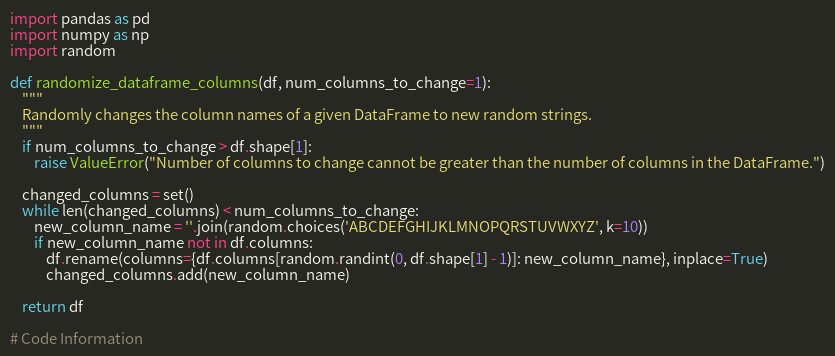 import pandas as pd
import numpy as np
import random

def randomize_dataframe_columns(df, num_columns_to_change=1):
    """
    Randomly changes the column names of a given DataFrame to new random strings.
    """
    if num_columns_to_change > df.shape[1]:
        raise ValueError("Number of columns to change cannot be greater than the number of columns in the DataFrame.")

    changed_columns = set()
    while len(changed_columns) < num_columns_to_change:
        new_column_name = ''.join(random.choices('ABCDEFGHIJKLMNOPQRSTUVWXYZ', k=10))
        if new_column_name not in df.columns:
            df.rename(columns={df.columns[random.randint(0, df.shape[1] - 1)]: new_column_name}, inplace=True)
            changed_columns.add(new_column_name)

    return df

# Code Information